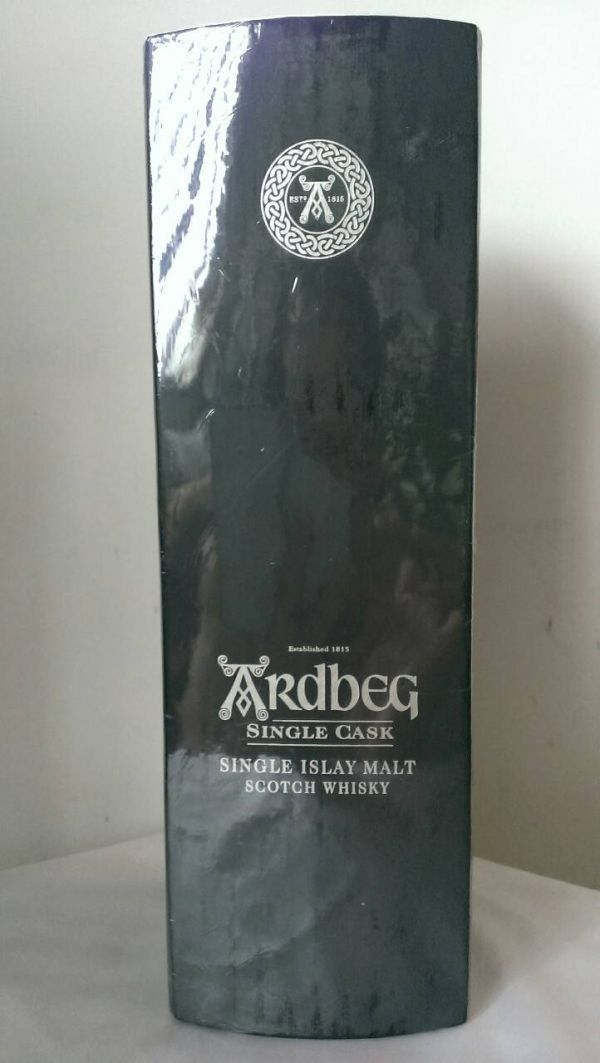 ESTD A 1815
Established 1815
ARDBEG
SINGLE CASK
SINGLE ISLAY MALT
SCOTCH WHISKY